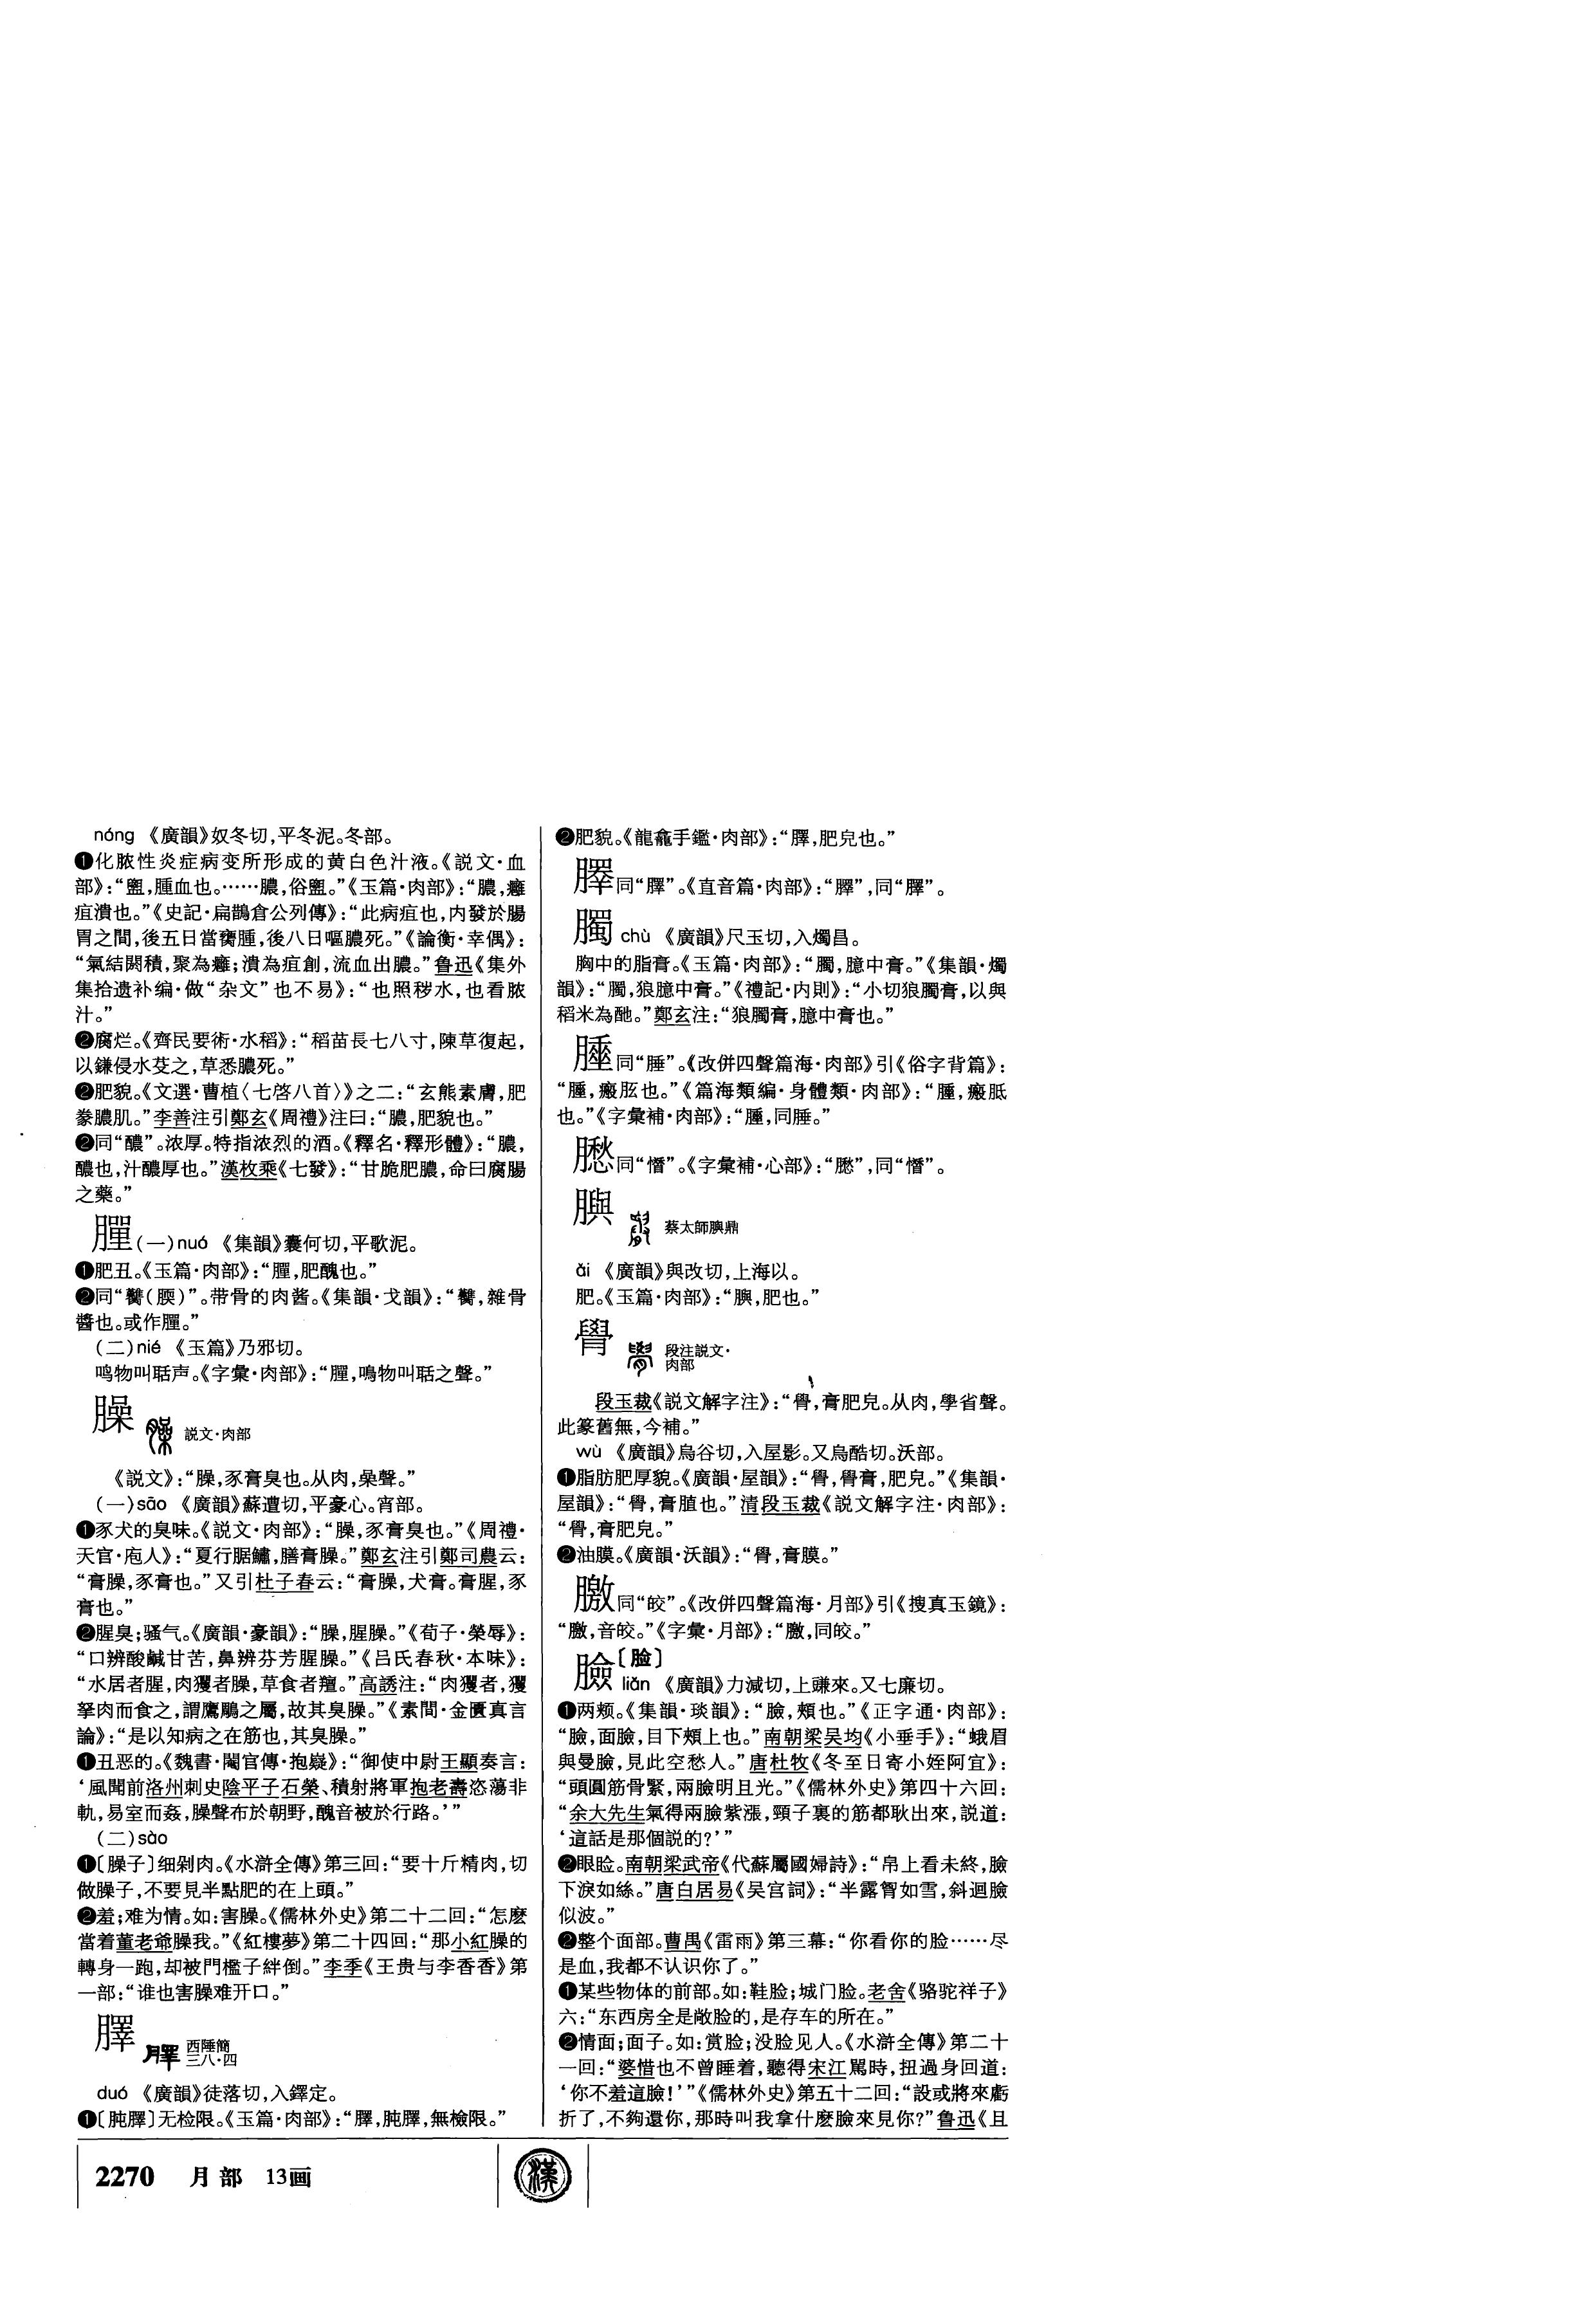 nóng 《廣韻》奴冬切,平冬泥。冬部。
❶化脓性炎症病变所形成的黄白色汁液。《説文·血
部》:“盥,腫血也。……膿,俗盥。”《玉篇·肉部》:“膿,癰
疽潰也。”《史記·扁鵲倉公列傳》:“此病疽也,内發於腸
胃之間,後五日當臃腫,後八日嘔膿死。”《論衡·幸偶》:
“氣結閼積,聚為癰;潰為疽創,流血出膿。”鲁迅《集外
集拾遗补编·做“杂文”也不易》:“也照秽水,也看脓
汁。”
❷腐烂。《齊民要術·水稻》:“稻苗長七八寸,陳草復起,
以鎌侵水芟之,草悉膿死。”
❷肥貌。《文選·曹植〈七啓八首〉》之二:“玄熊素膚,肥
豢膿肌。”李善注引鄭玄《周禮》注曰:“膿,肥貌也。”
❷同“醲”。浓厚。特指浓烈的酒。《釋名·釋形體》:“膿,
醲也,汁醲厚也。”漢枚乘《七發》:“甘脆肥膿,命曰腐腸
之藥。”
(一)nuó 《集韻》囊何切,平歌泥。
❶肥丑。《玉篇·肉部》:“,肥醜也。”
❷同“(腝)”。带骨的肉酱。《集韻·戈韻》:“,雜骨
醬也。或作。”
(二)nié 《玉篇》乃邪切。
鸣物叫聒声。《字彙·肉部》:“,鳴物叫聒之聲。”
臊 説文·肉部
《説文》:“臊,豕膏臭也。从肉,喿聲。”
(一)sāo 《廣韻》蘇遭切,平豪心。宵部。
❶豕犬的臭味。《説文·肉部》:“臊,豕膏臭也。”《周禮·
天官·庖人》:“夏行腒鱐,膳膏臊。”鄭玄注引鄭司農云:
“膏臊,豕膏也。”又引杜子春云:“膏臊,犬膏。膏腥,豕
膏也。”
❷腥臭;骚气。《廣韻·豪韻》:“臊,腥臊。”《荀子·榮辱》:
“口辨酸鹹甘苦,鼻辨芬芳腥臊。”《吕氏春秋·本味》:
“水居者腥,肉玃者臊,草食者羶。”高誘注:“肉玃者,玃
拏肉而食之,謂鷹鵰之屬,故其臭臊。”《素問·金匱真言
論》:“是以知病之在筋也,其臭臊。”
❶丑恶的。《魏書·閹官傳·抱嶷》:“御使中尉王顯奏言:
‘風聞前洛州刺史陰平子石榮、積射將軍抱老壽恣蕩非
軌,易室而姦,臊聲布於朝野,醜音被於行路。’”
(二)sào
❶〔臊子〕细剁肉。《水滸全傳》第三回:“要十斤精肉,切
做臊子,不要見半點肥的在上頭。”
❷羞;难为情。如:害臊。《儒林外史》第二十二回:“怎麽
當着董老爺臊我。”《紅樓夢》第二十四回:“那小紅臊的
轉身一跑,却被門檻子絆倒。”李季《王贵与李香香》第
一部:“谁也害臊难开口。”
𦢌 西陲簡
三八·四
duó 《廣韻》徒落切,入鐸定。
❶〔肫𦢌〕无检限。《玉篇·肉部》:“𦢌,肫𦢌,無檢限。”
❷肥貌。《龍龕手鑑·肉部》:“𦢌,肥皃也。”
同“𦢌”。《直音篇·肉部》:“”,同“𦢌”。
臅 chù 《廣韻》尺玉切,入燭昌。
胸中的脂膏。《玉篇·肉部》:“臅,臆中膏。”《集韻·燭
韻》:“臅,狼臆中膏。”《禮記·内則》:“小切狼臅膏,以與
稻米為酏。”鄭玄注:“狼臅膏,臆中膏也。”
同“腄”。《改併四聲篇海·肉部》引《俗字背篇》:
“,瘢胘也。”《篇海類編·身體類·肉部》:“,瘢胝
也。”《字彙補·肉部》:“,同腄。”
同“憯”。《字彙補·心部》:“”,同“憯”。
䑂 蔡太師䑂鼎
ǎi 《廣韻》與改切,上海以。
肥。《玉篇·肉部》:“䑂,肥也。”
段注説文·
肉部
段玉裁《説文解字注》:“,膏肥皃。从肉,學省聲。
此篆舊無,今補。”
wù 《廣韻》烏谷切,入屋影。又烏酷切。沃部。
❶脂肪肥厚貌。《廣韻·屋韻》:“,膏,肥皃。”《集韻·
屋韻》:“,膏脜也。”清段玉裁《説文解字注·肉部》:
“,膏肥皃。”
❷油膜。《廣韻·沃韻》:“,膏膜。”
同“皎”。《改併四聲篇海·月部》引《搜真玉鏡》:
“,音皎。”《字彙·月部》:“,同皎。”
臉〔脸〕
liǎn 《廣韻》力減切,上豏來。又七廉切。
❶两颊。《集韻·琰韻》:“臉,頰也。”《正字通·肉部》:
“臉,面臉,目下頰上也。”南朝梁吴均《小垂手》:“蛾眉
與曼臉,見此空愁人。”唐杜牧《冬至日寄小姪阿宜》:
“頭圓筋骨緊,兩臉明且光。”《儒林外史》第四十六回:
“余大先生氣得兩臉紫漲,頸子裏的筋都耿出來,説道:
‘這話是那個説的?’”
❷眼睑。南朝梁武帝《代蘇屬國婦詩》:“帛上看未終,臉
下淚如絲。”唐白居易《吴宫詞》:“半露胷如雪,斜迴臉
似波。”
❷整个面部。曹禺《雷雨》第三幕:“你看你的脸……尽
是血,我都不认识你了。”
❶某些物体的前部。如:鞋脸;城门脸。老舍《骆驼祥子》
六:“东西房全是敞脸的,是存车的所在。”
❷情面;面子。如:赏脸;没脸见人。《水滸全傳》第二十
一回:“婆惜也不曾睡着,聽得宋江罵時,扭過身回道:
‘你不羞這臉!’”《儒林外史》第五十二回:“設或將來虧
折了,不夠還你,那時叫我拿什麽臉來見你?”鲁迅《且
2270 月部 13画
漢